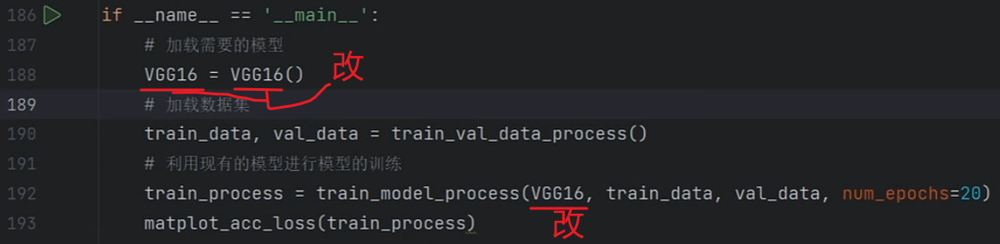 186 if __name__ == '__main__':
187 # 加载需要的模型
188 VGG16 = VGG16() 改
189 # 加载数据集
190 train_data, val_data = train_val_data_process()
191 # 利用现有的模型进行模型的训练
192 train_process = train_model_process(VGG16, train_data, val_data, num_epochs=20)
193 matplot_acc_loss(train_process)
改